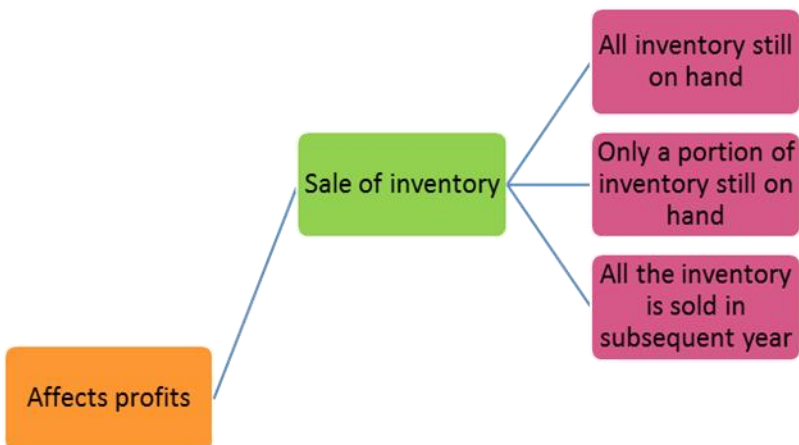 All inventory still
on hand
Sale of inventory
Only a portion of
inventory still on
hand
All the inventory
is sold in
subsequent year
Affects profits